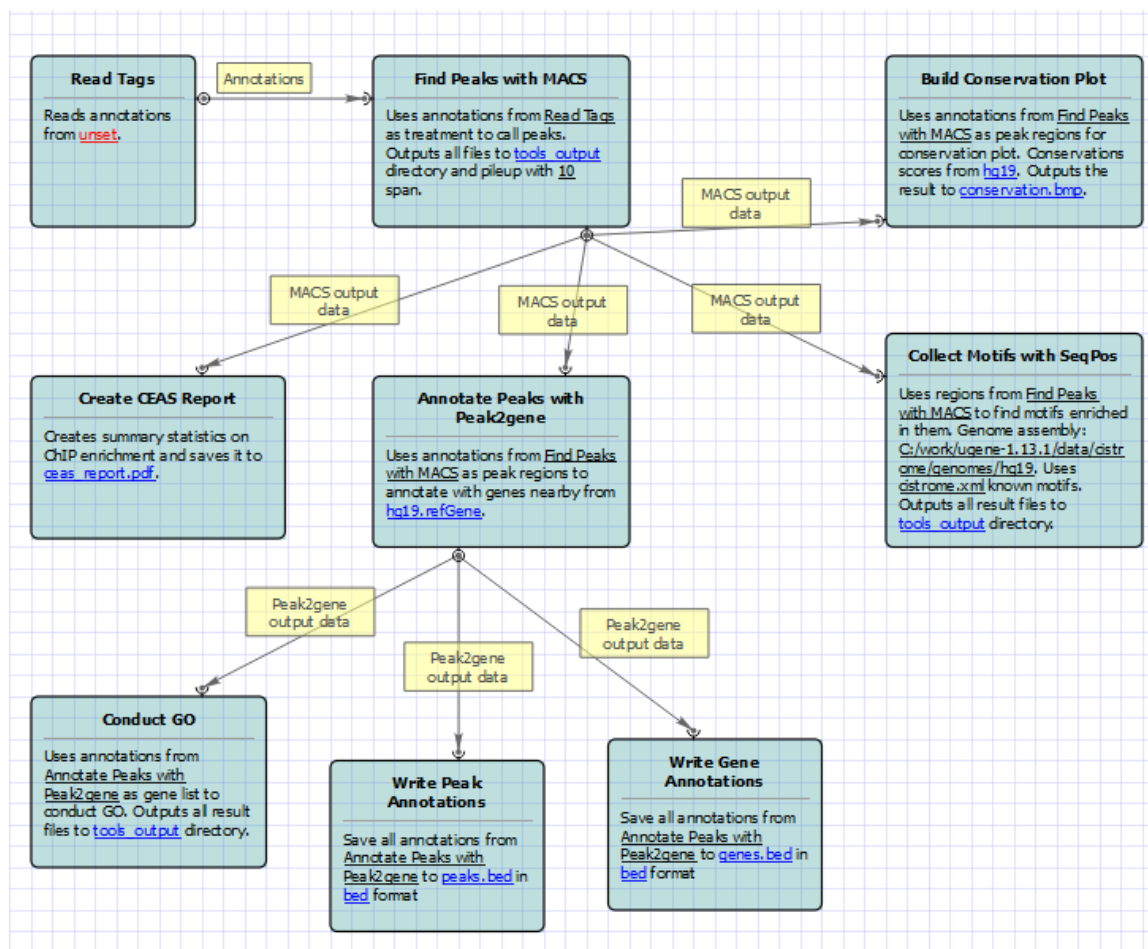 Read Tags
Reads annotations
from unset.
Annotations
Find Peaks with MACS
Uses annotations from Read Tags
as treatment to call peaks.
Outputs all files to tools_output
directory and pileup with 10
span.
Build Conservation Plot
Uses annotations from Find Peaks
with MACS as peak regions for
conservation plot. Conservations
scores from hg19. Outputs the
result to conservation.bmp.
MACS output
data
MACS output
data
MACS output
data
MACS output
data
Create CEAS Report
Creates summary statistics on
ChIP enrichment and saves it to
ceas_report.pdf.
Annotate Peaks with
Peak2gene
Uses annotations from Find Peaks
with MACS as peak regions to
annotate with genes nearby from
hg19.refGene.
Collect Motifs with SeqPos
Uses regions from Find Peaks
with MACS to find motifs enriched
in them. Genome assembly:
C:/work/ugene-1.13.1/data/cistr
ome/genomes/hg19. Uses
cistrome.xml known motifs.
Outputs all result files to
tools_output directory.
Peak2gene
output data
Peak2gene
output data
Peak2gene
output data
Conduct GO
Uses annotations from
Annotate Peaks with
Peak2gene as gene list to
conduct GO. Outputs all result
files to tools_output directory.
Write Peak
Annotations
Save all annotations from
Annotate Peaks with
Peak2gene to peaks.bed in
bed format
Write Gene
Annotations
Save all annotations from
Annotate Peaks with
Peak2gene to genes.bed in
bed format